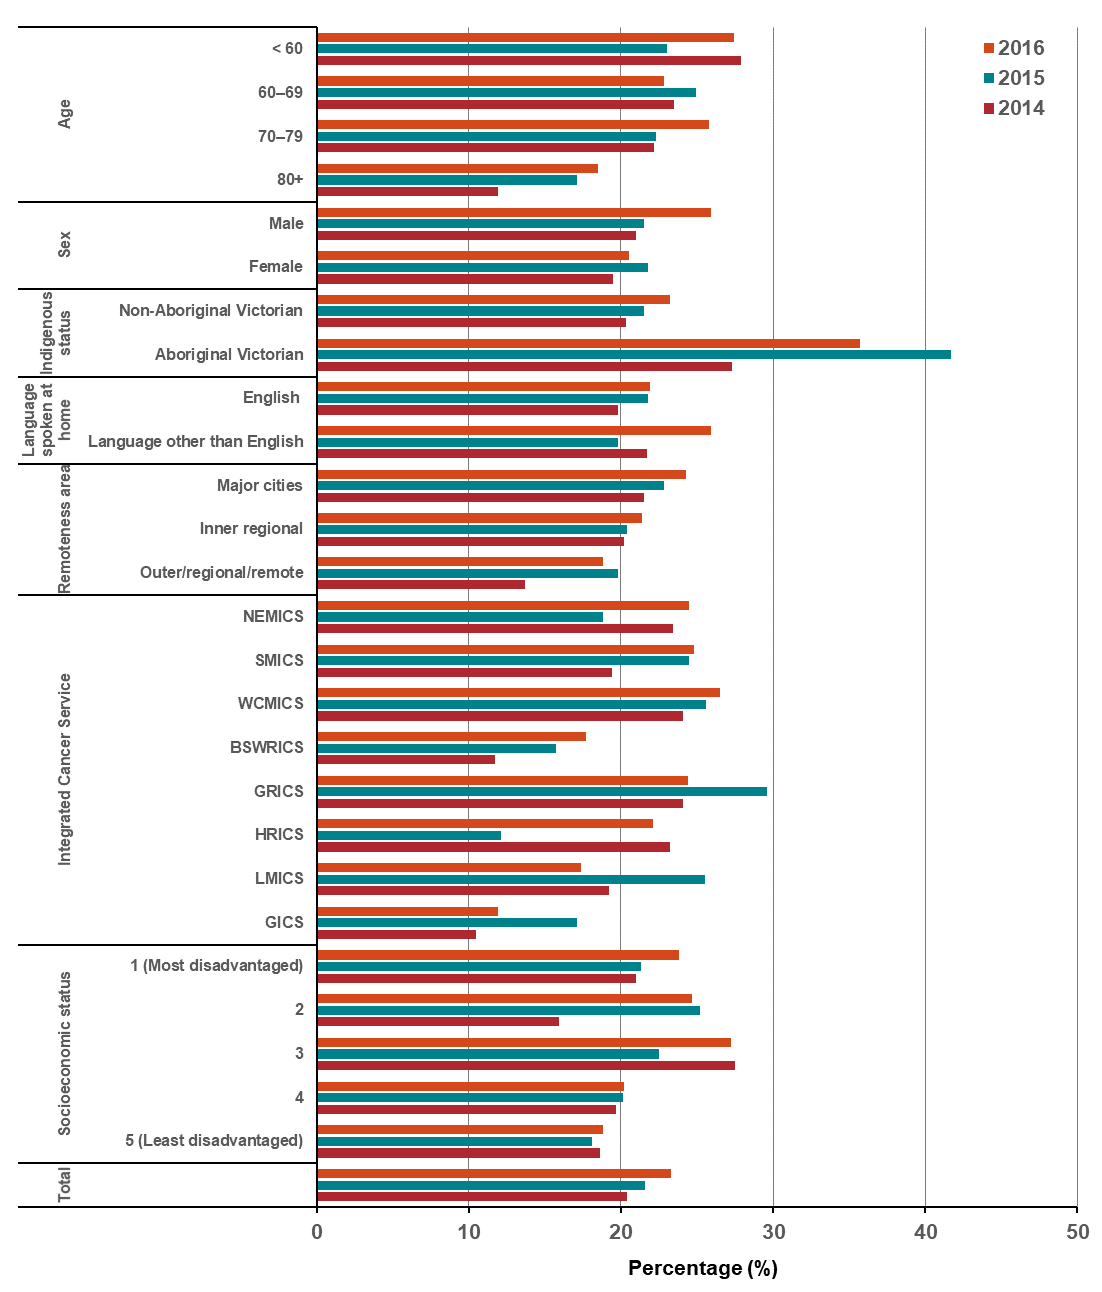 2016
2015
2014
Age
< 60
60–69
70–79
80+
Sex
Male
Female
Indigenous
status
Non-Aboriginal Victorian
Aboriginal Victorian
Language
spoken at
home
English
Language other than English
Remoteness area
Major cities
Inner regional
Outer/regional/remote
Integrated Cancer Service
NEMICS
SMICS
WCMICS
BSWRICS
GRICS
HRICS
LMICS
GICS
Socioeconomic status
1 (Most disadvantaged)
2
3
4
5 (Least disadvantaged)
Total
0 10 20 30 40 50
Percentage (%)